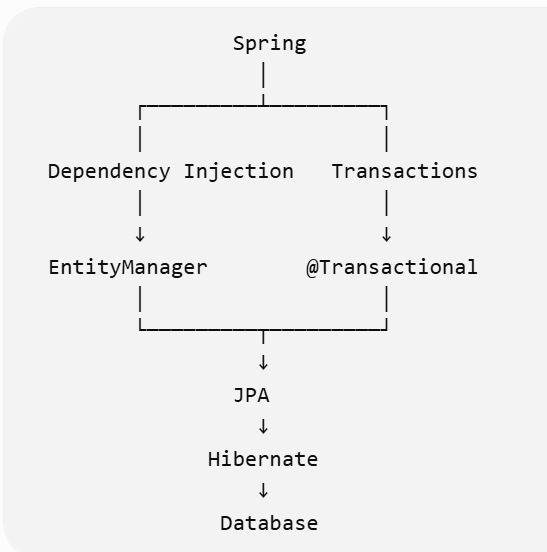 Spring
Dependency Injection Transactions
EntityManager @Transactional
JPA
Hibernate
Database